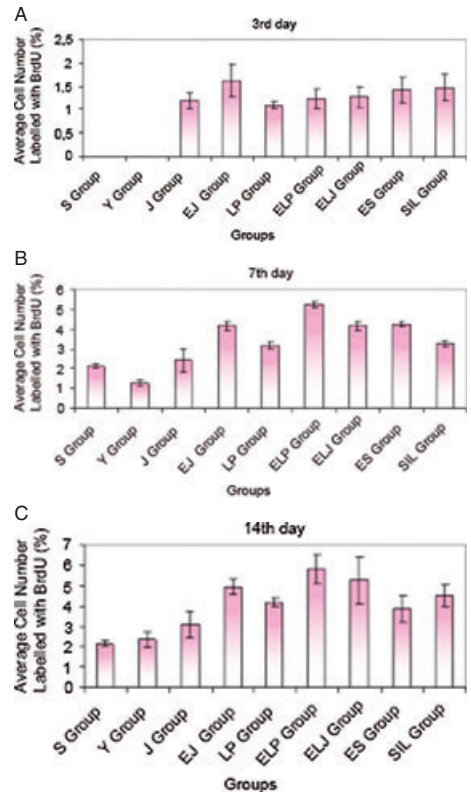 A
3rd day
Average Cell Number
Labelled with BrdU (%)
2,5
2
1,5
1
0,5
0
S Group
Y Group
J Group
EJ Group
LP Group
ELP Group
ELJ Group
ES Group
SIL Group
Groups
B
7th day
Average Cell Number
Labelled with BrdU (%)
6
5
4
3
2
1
0
S Group
Y Group
J Group
EJ Group
LP Group
ELP Group
ELJ Group
ES Group
SIL Group
Groups
C
14th day
Average Cell Number
Labelled with BrdU (%)
7
6
5
4
3
2
1
0
S Group
Y Group
J Group
EJ Group
LP Group
ELP Group
ELJ Group
ES Group
SIL Group
Groups